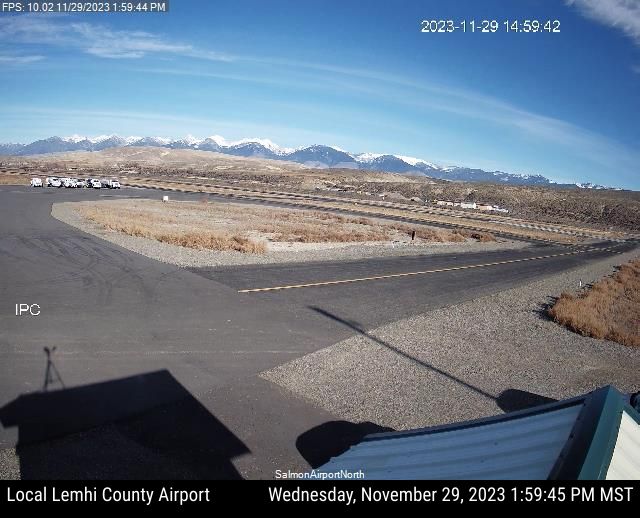 FPS: 10.02 11/29/2023 1:59:44 PM
2023-11-29 14:59:42
IPC
SalmonAirportNorth
Local Lemhi County Airport Wednesday, November 29, 2023 1:59:45 PM MST